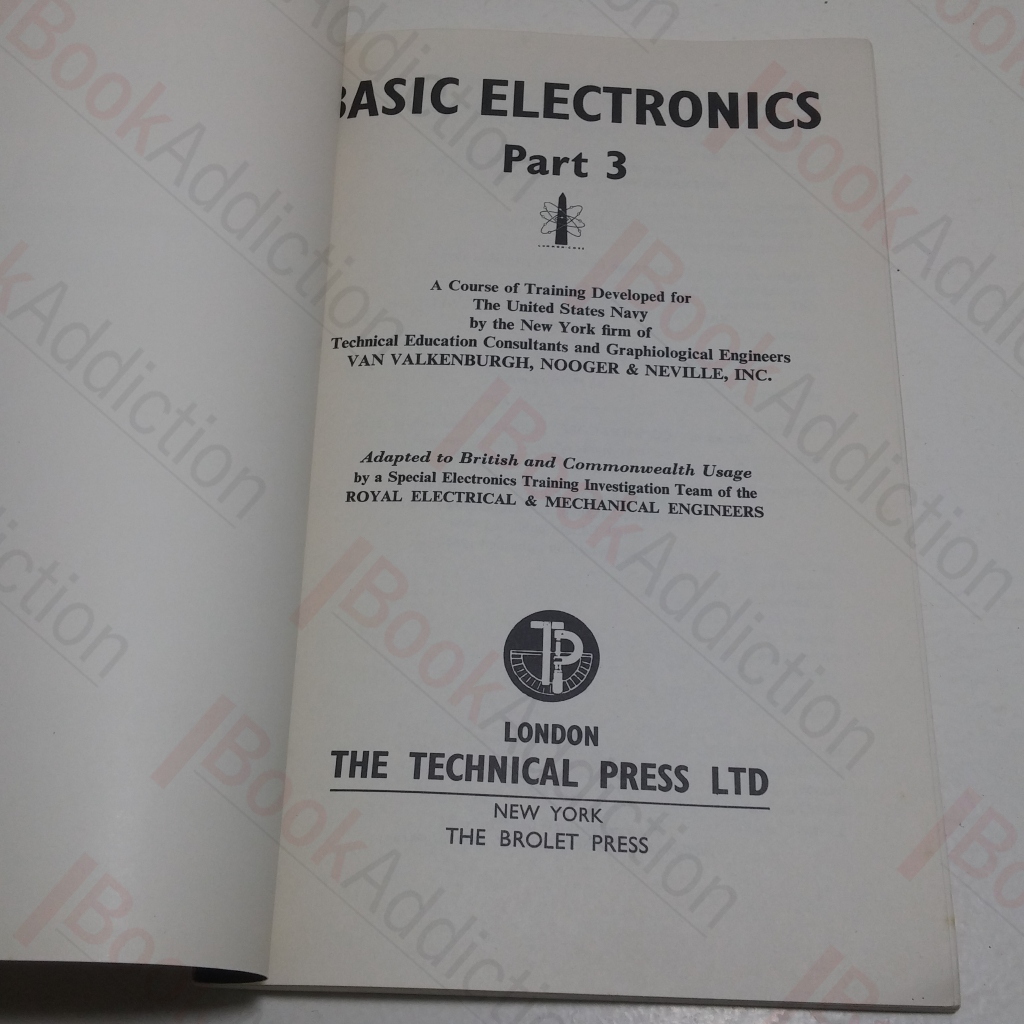 BASIC ELECTRONICS
Part 3
A Course of Training Developed for
The United States Navy
by the New York firm of
Technical Education Consultants and Graphiological Engineers
VAN VALKENBURGH, NOOGER & NEVILLE, INC.
Adapted to British and Commonwealth Usage
by a Special Electronics Training Investigation Team of the
ROYAL ELECTRICAL & MECHANICAL ENGINEERS
TP
LONDON
THE TECHNICAL PRESS LTD
NEW YORK
THE BROLET PRESS
BookAddiction